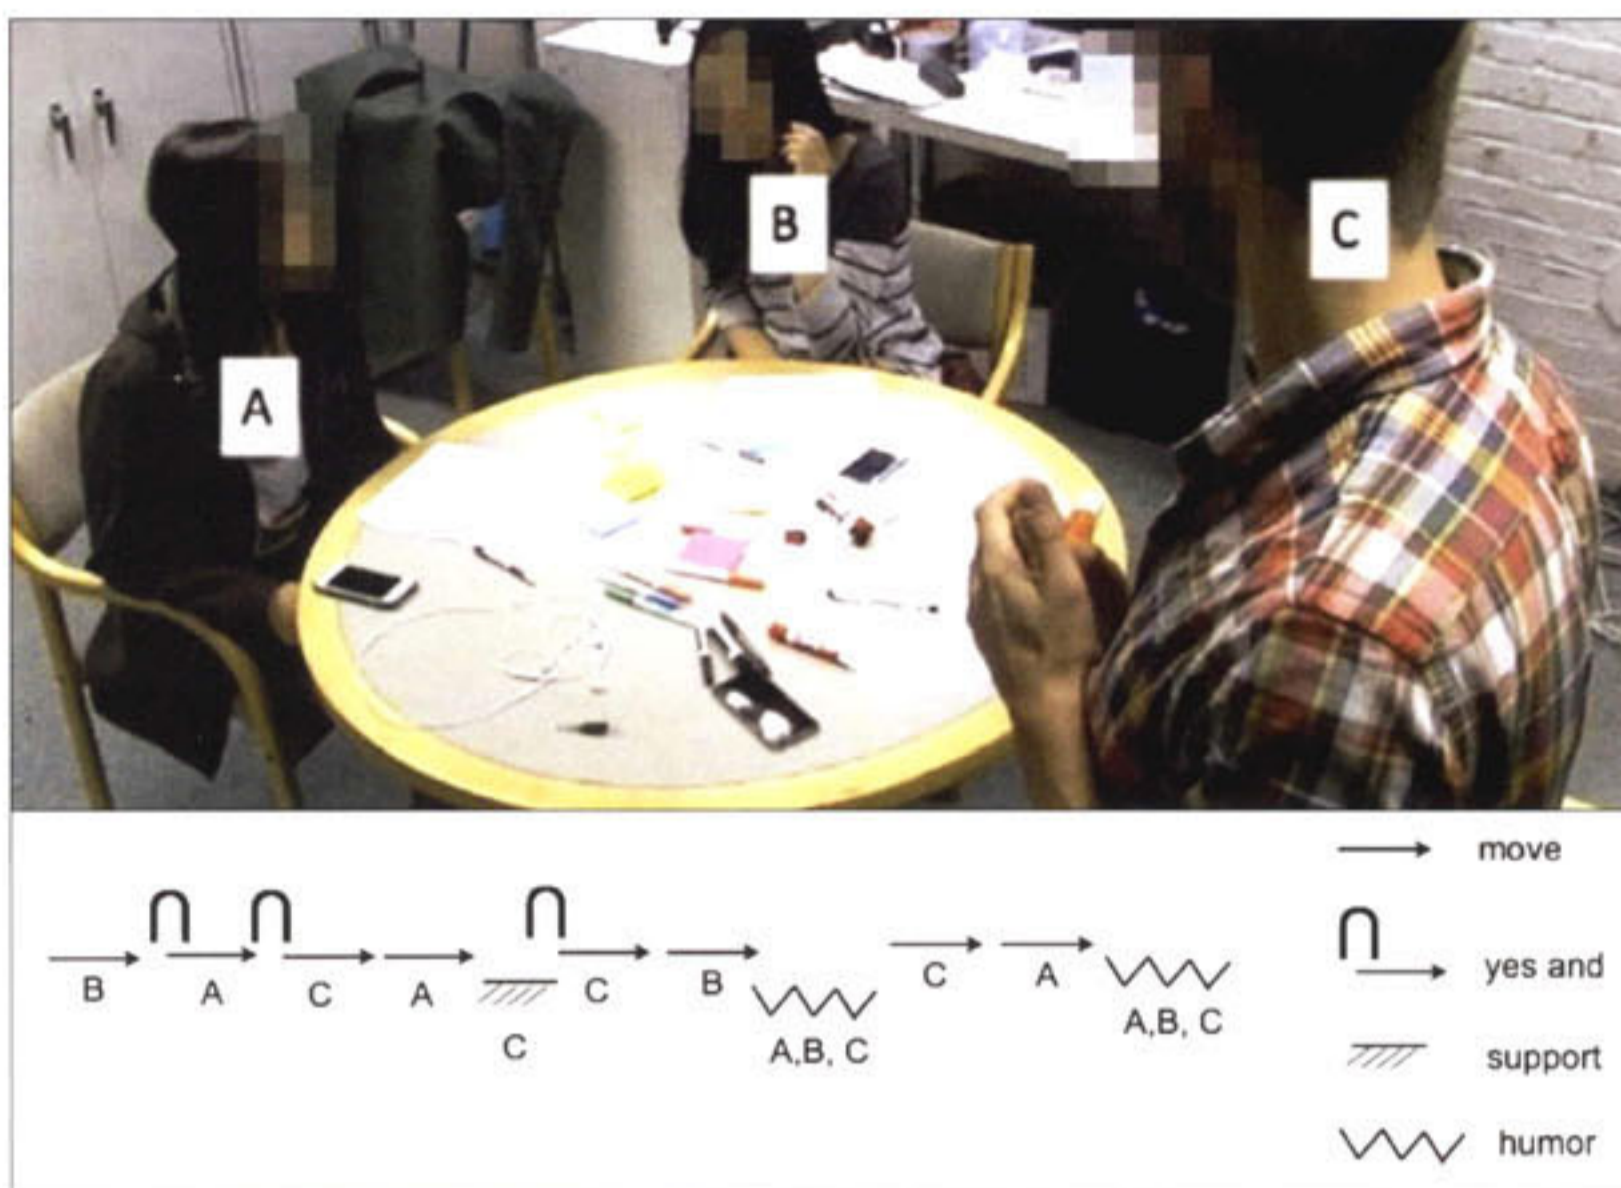 A
B
C
B A C A C B C A
C A,B, C A,B, C
move
yes and
support
humor